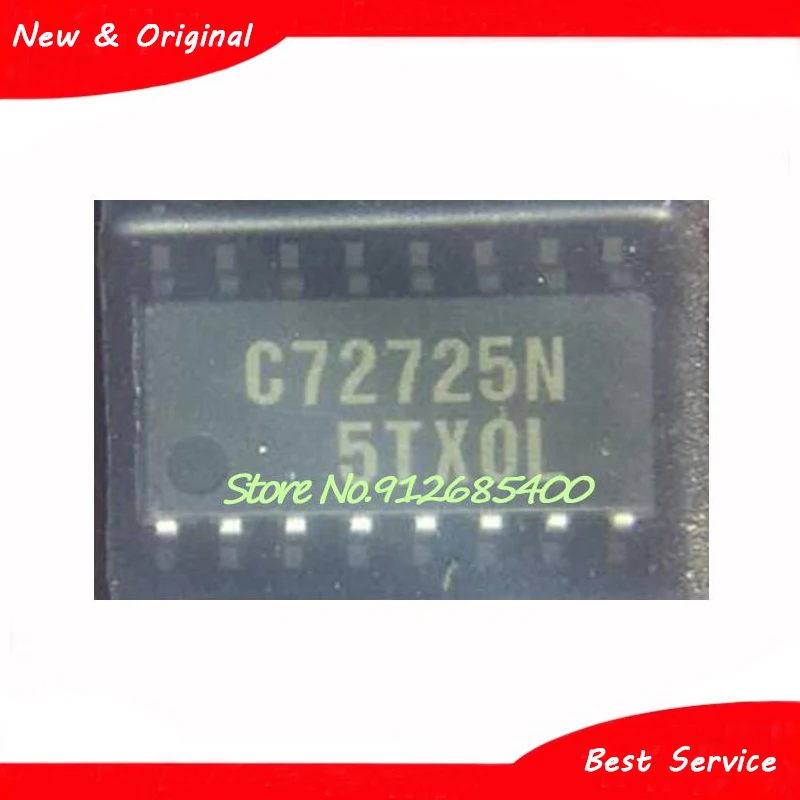 New & Original
C72725N
5TX0L
Store No.912685400
Best Service